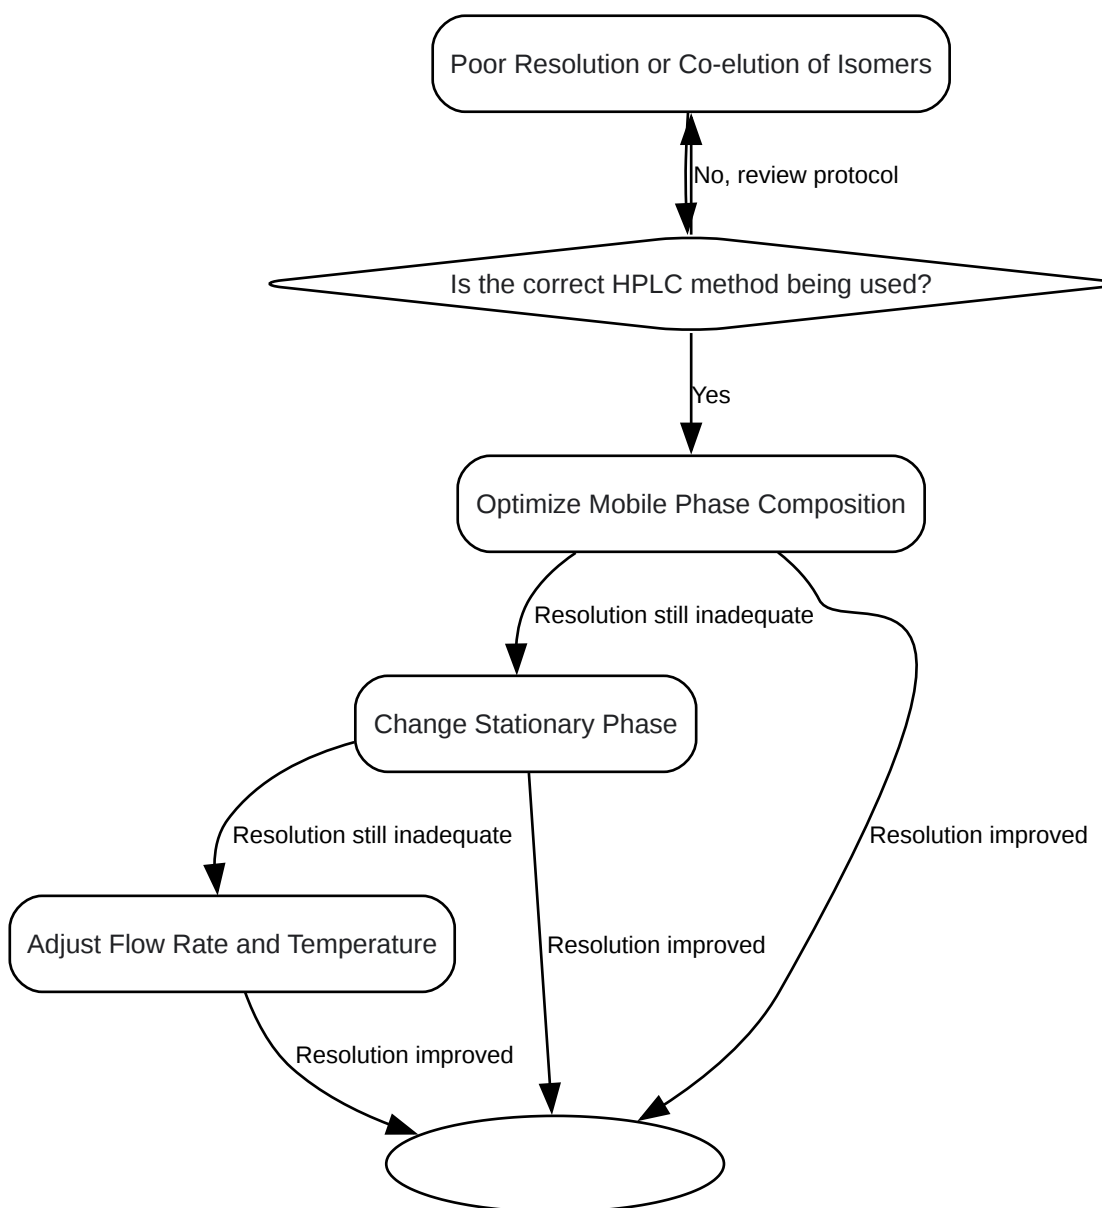 Poor Resolution or Co-elution of Isomers
No, review protocol
Is the correct HPLC method being used?
Yes
Optimize Mobile Phase Composition
Resolution still inadequate
Change Stationary Phase
Resolution still inadequate
Resolution improved
Adjust Flow Rate and Temperature
Resolution improved
Resolution improved